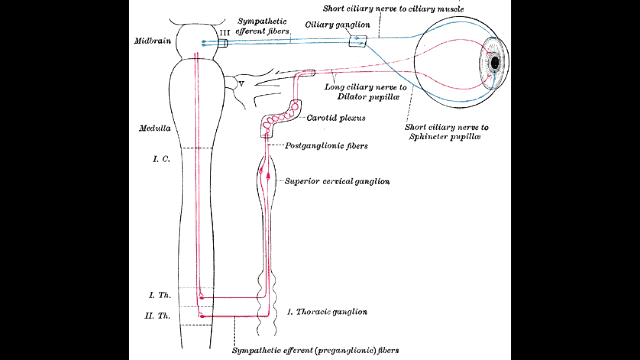 Short ciliary nerve to ciliary muscle
Sympathetic
efferent fibers
Ciliary ganglion
III
Midbrain
V
Long ciliary nerve to
Dilator pupillæ
Carotid plexus
Short ciliary nerve to
Sphincter pupillæ
Medulla
Postganglionic fibers
I. C.
Superior cervical ganglion
I. Th.
II. Th.
I. Thoracic ganglion
Sympathetic efferent (preganglionic) fibers